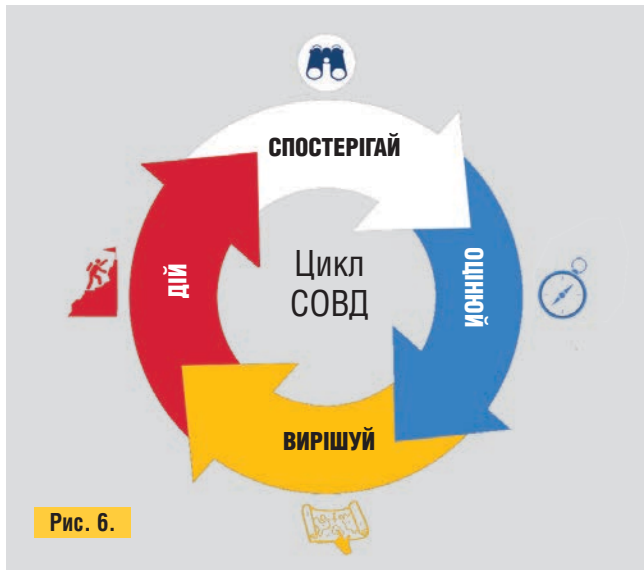 СПОСТЕРІГАЙ
ОЦІНЮЙ
ВИРІШУЙ
ДІЙ
Цикл
СОВД
Рис. 6.